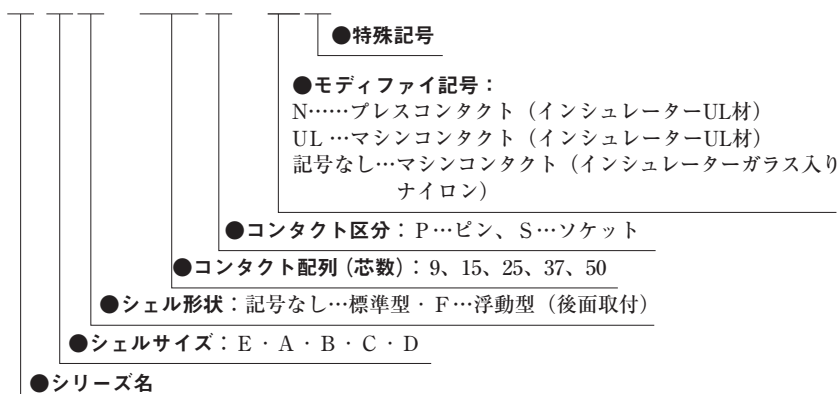 ●特殊記号
●モディファイ記号：
N……プレスコンタクト（インシュレーターUL材）
UL …マシンコンタクト（インシュレーターUL材）
記号なし…マシンコンタクト（インシュレーターガラス入り
ナイロン）
●コンタクト区分：P…ピン、S…ソケット
●コンタクト配列（芯数）：9、15、25、37、50
●シェル形状：記号なし…標準型・F…浮動型（後面取付）
●シェルサイズ：E・A・B・C・D
●シリーズ名